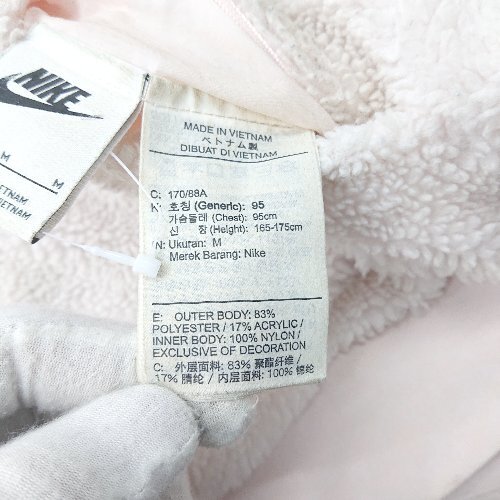 NIKE
M
M
VIETNAM
VIETNAM
MADE IN VIETNAM
ベトナム製
DIBUAT DI VIETNAM
C: 170/88A
K: 호칭 (Generic): 95
가슴둘레 (Chest): 95cm
신 장 (Height): 165-175cm
N: Ukuran: M
Merek Barang: Nike
E: OUTER BODY: 83%
POLYESTER / 17% ACRYLIC /
INNER BODY: 100% NYLON /
EXCLUSIVE OF DECORATION
C: 外层面料: 83% 聚酯纤维 /
17% 腈纶 / 内层面料: 100% 锦纶